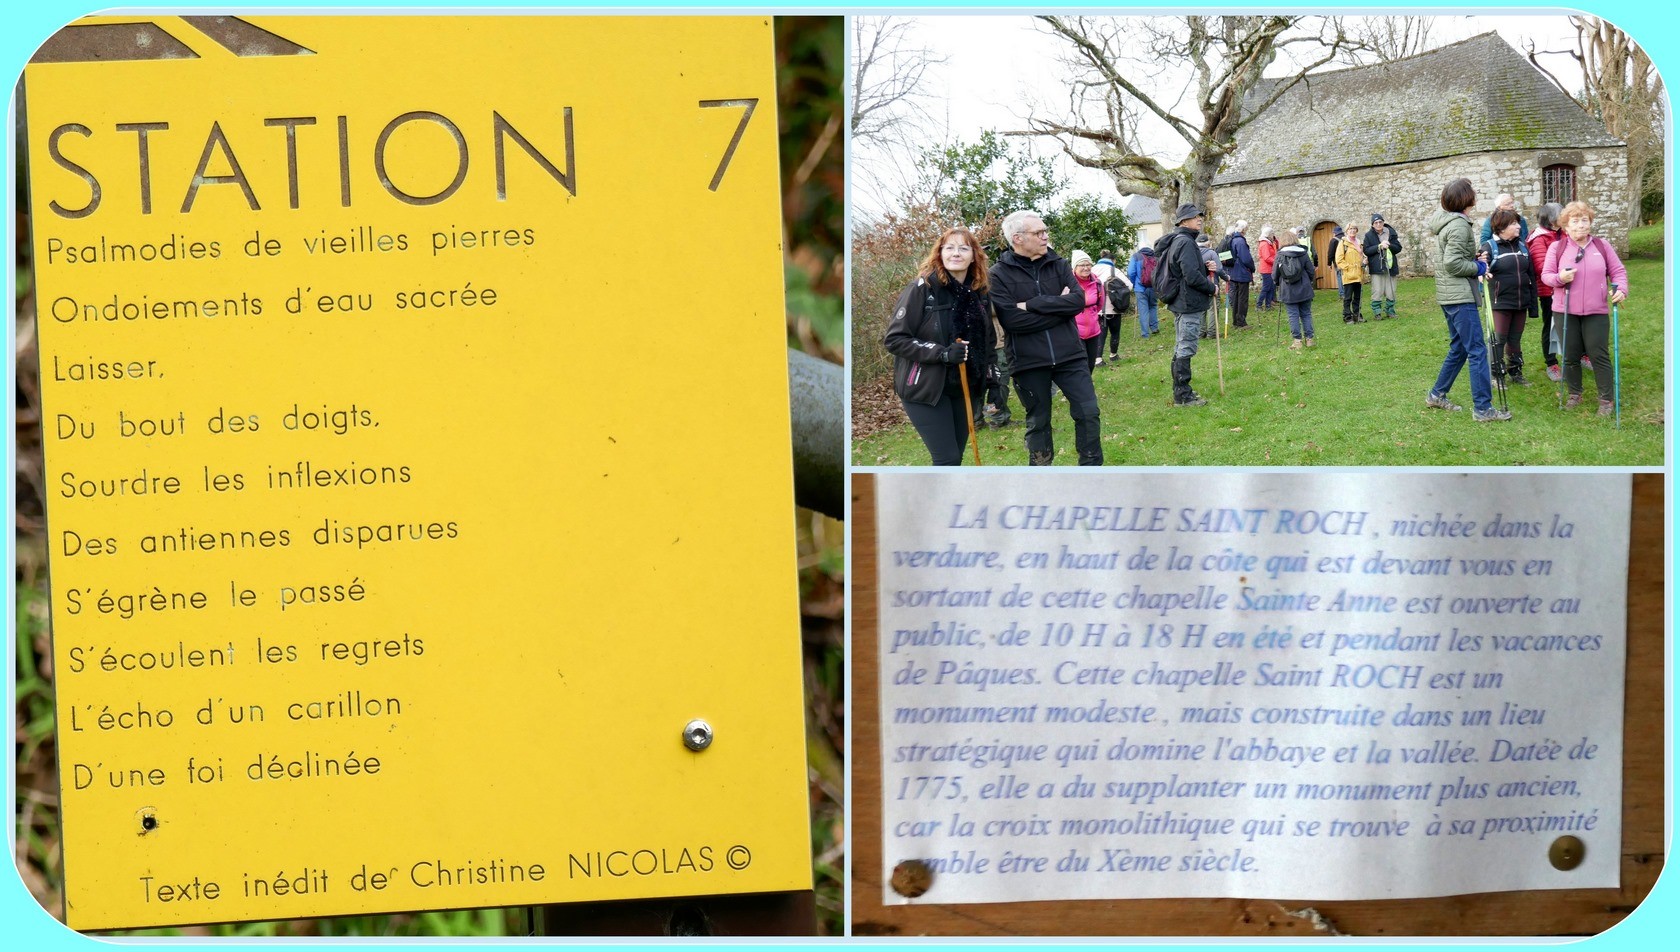 STATION 7
Psalmodies de vieilles pierres
Ondoiements d'eau sacrée
Laisser,
Du bout des doigts,
Sourdre les inflexions
Des antiennes disparues
S'égrène le passé
S'écoulent les regrets
L'écho d'un carillon
D'une foi déclinée
Texte inédit de Christine NICOLAS ©
LA CHAPELLE SAINT ROCH, nichée dans la
verdure, en haut de la côte qui est devant vous en
sortant de cette chapelle Sainte Anne est ouverte au
public, de 10 H à 18 H en été et pendant les vacances
de Pâques. Cette chapelle Saint ROCH est un
monument modeste., mais construite dans un lieu
stratégique qui domine l'abbaye et la vallée. Datée de
1775, elle a du supplanter un monument plus ancien,
car la croix monolithique qui se trouve à sa proximité
être du Xème siècle.